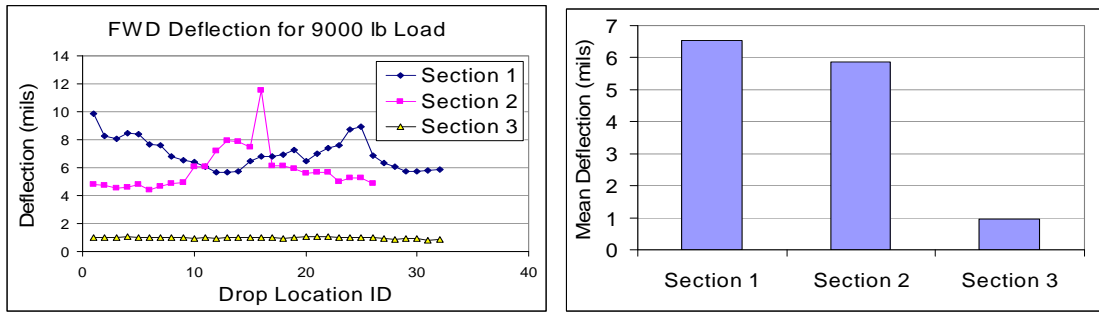 FWD Deflection for 9000 lb Load
Deflection (mils)
14
12
10
8
6
4
2
0
0 10 20 30 40
Drop Location ID
Section 1
Section 2
Section 3
Mean Deflection (mils)
7
6
5
4
3
2
1
0
Section 1 Section 2 Section 3